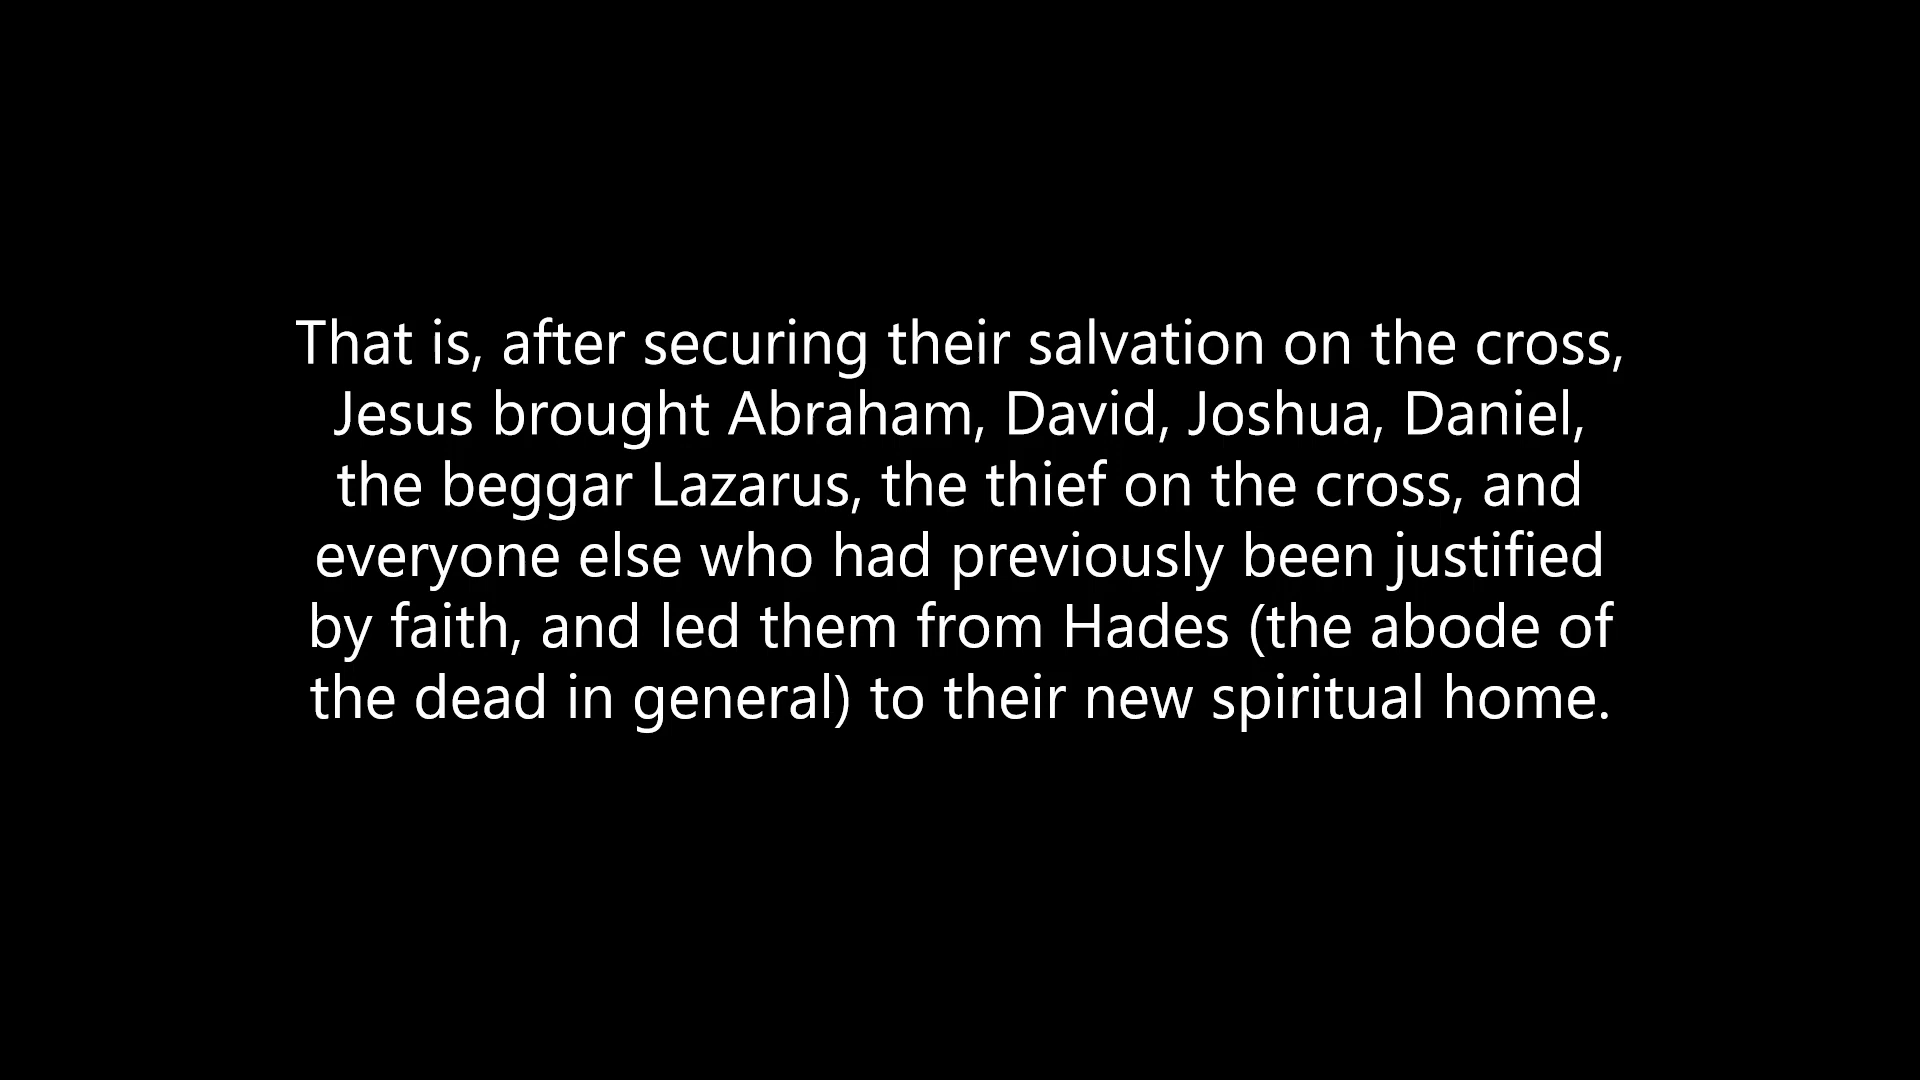 That is, after securing their salvation on the cross,
Jesus brought Abraham, David, Joshua, Daniel,
the beggar Lazarus, the thief on the cross, and
everyone else who had previously been justified
by faith, and led them from Hades (the abode of
the dead in general) to their new spiritual home.